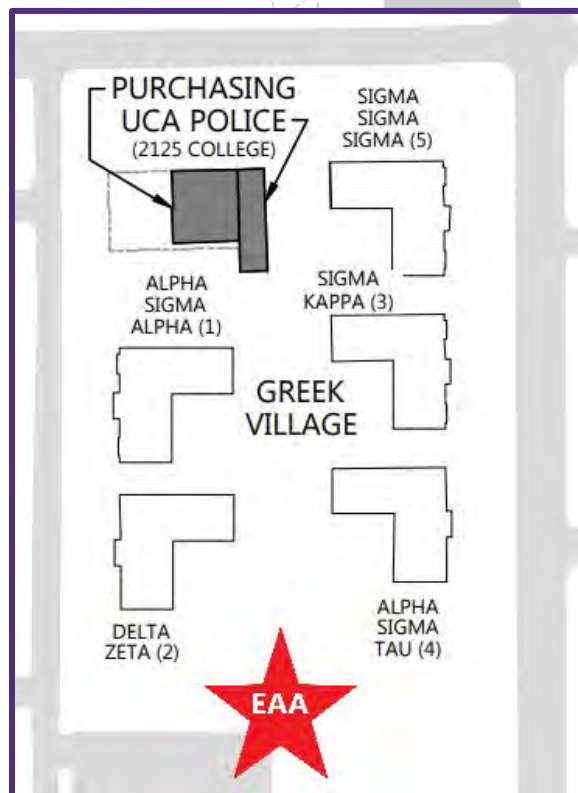 PURCHASING
UCA POLICE
(2125 COLLEGE)
SIGMA
SIGMA
SIGMA (5)
ALPHA
SIGMA
ALPHA (1)
SIGMA
KAPPA (3)
GREEK
VILLAGE
DELTA
ZETA (2)
ALPHA
SIGMA
TAU (4)
EAA